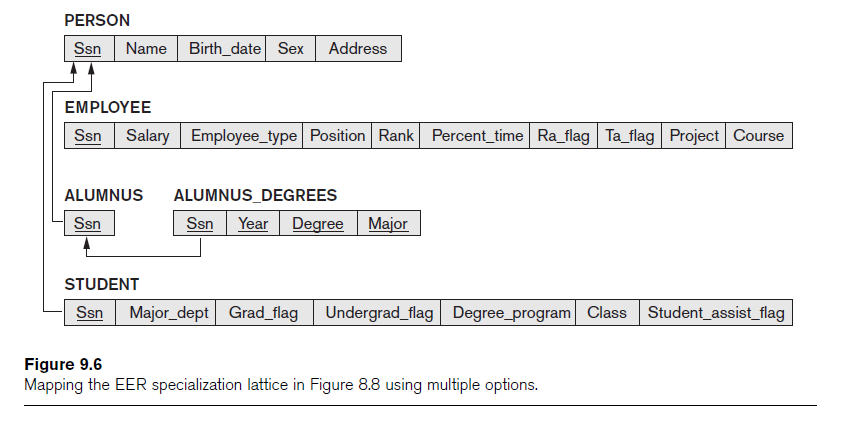 PERSON
Ssn Name Birth_date Sex Address
EMPLOYEE
Ssn Salary Employee_type Position Rank Percent_time Ra_flag Ta_flag Project Course
ALUMNUS ALUMNUS_DEGREES
Ssn Ssn Year Degree Major
STUDENT
Ssn Major_dept Grad_flag Undergrad_flag Degree_program Class Student_assist_flag
Figure 9.6
Mapping the EER specialization lattice in Figure 8.8 using multiple options.